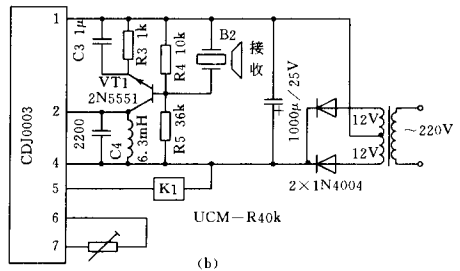 1
C3 1μ
R3 1k
R4 10k
B2
接收
VT1
2N5551
2
2200
C4
6.3mH
R5 36k
1000μ/25V
12V
12V
~220V
CDJ0003
4
5
K1
2×1N4004
6
UCM-R40k
7
(b)